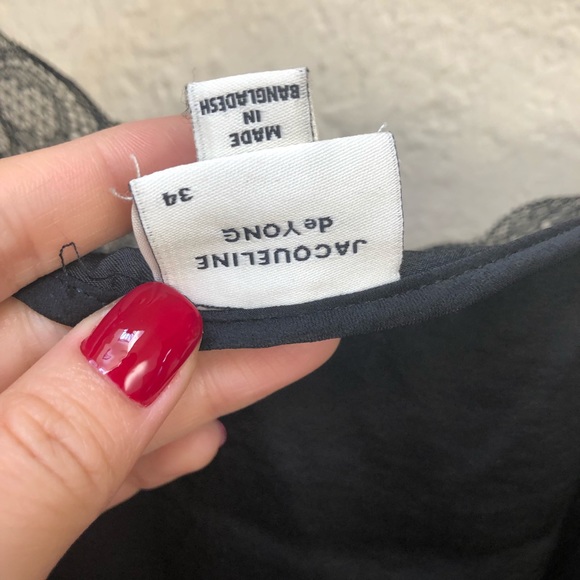 MADE
IN
BANGLADESH
JACQUELINE
de YONG
34